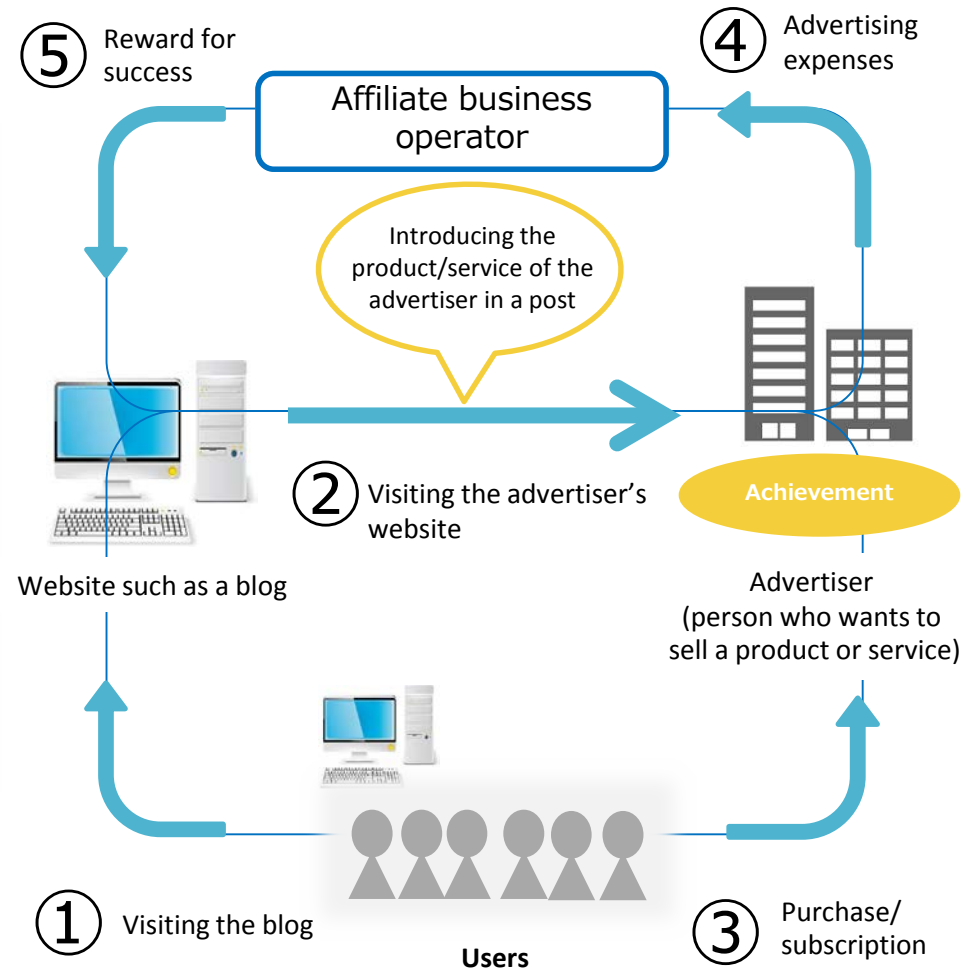 5
Reward for
success
4
Advertising
expenses
Affiliate business
operator
Introducing the
product/service of the
advertiser in a post
2
Visiting the advertiser’s
website
Achievement
Website such as a blog
Advertiser
(person who wants to
sell a product or service)
1
Visiting the blog
3
Purchase/
subscription
Users